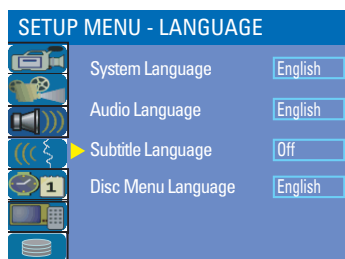 SETUP MENU - LANGUAGE
System Language English
Audio Language English
Subtitle Language Off
Disc Menu Language English
1